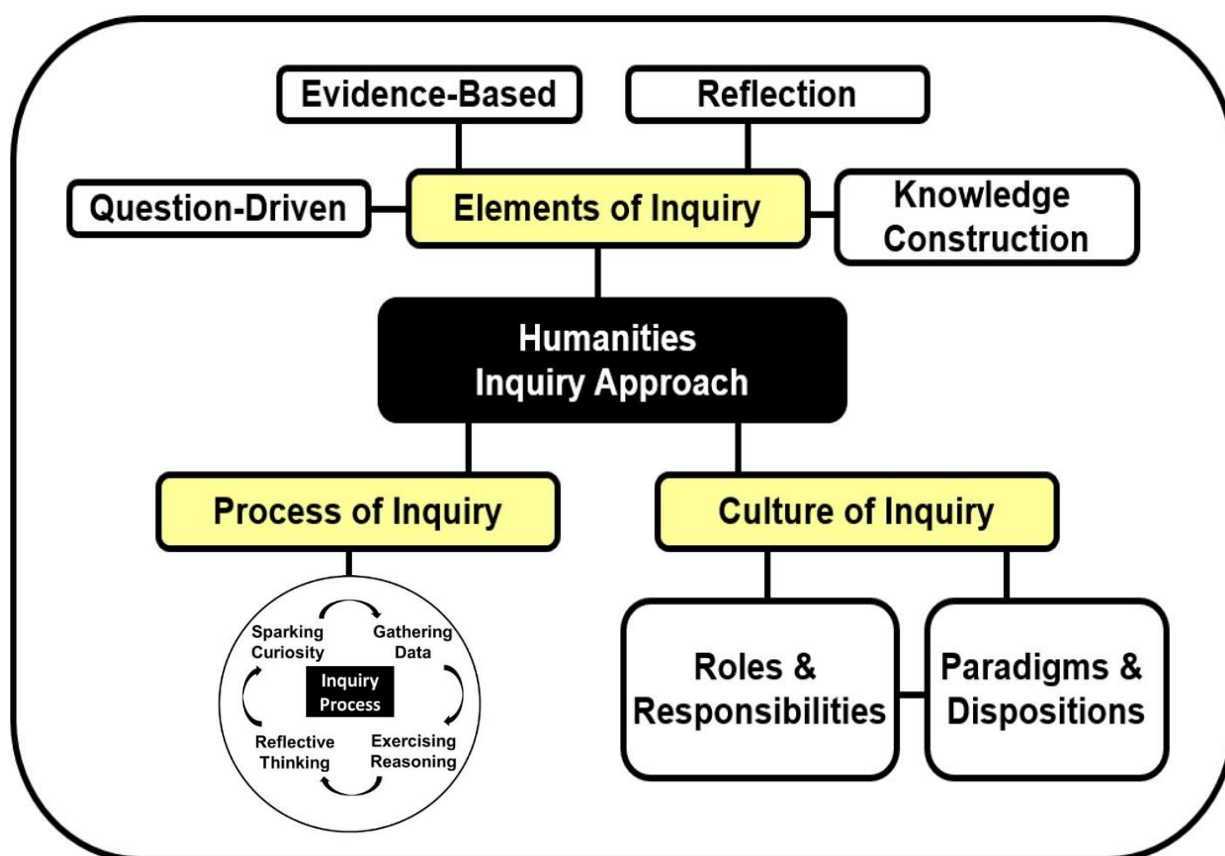 Evidence-Based
Reflection
Question-Driven
Elements of Inquiry
Knowledge
Construction
Humanities
Inquiry Approach
Process of Inquiry
Culture of Inquiry
Sparking
Curiosity
Gathering
Data
Inquiry
Process
Reflective
Thinking
Exercising
Reasoning
Roles &
Responsibilities
Paradigms &
Dispositions